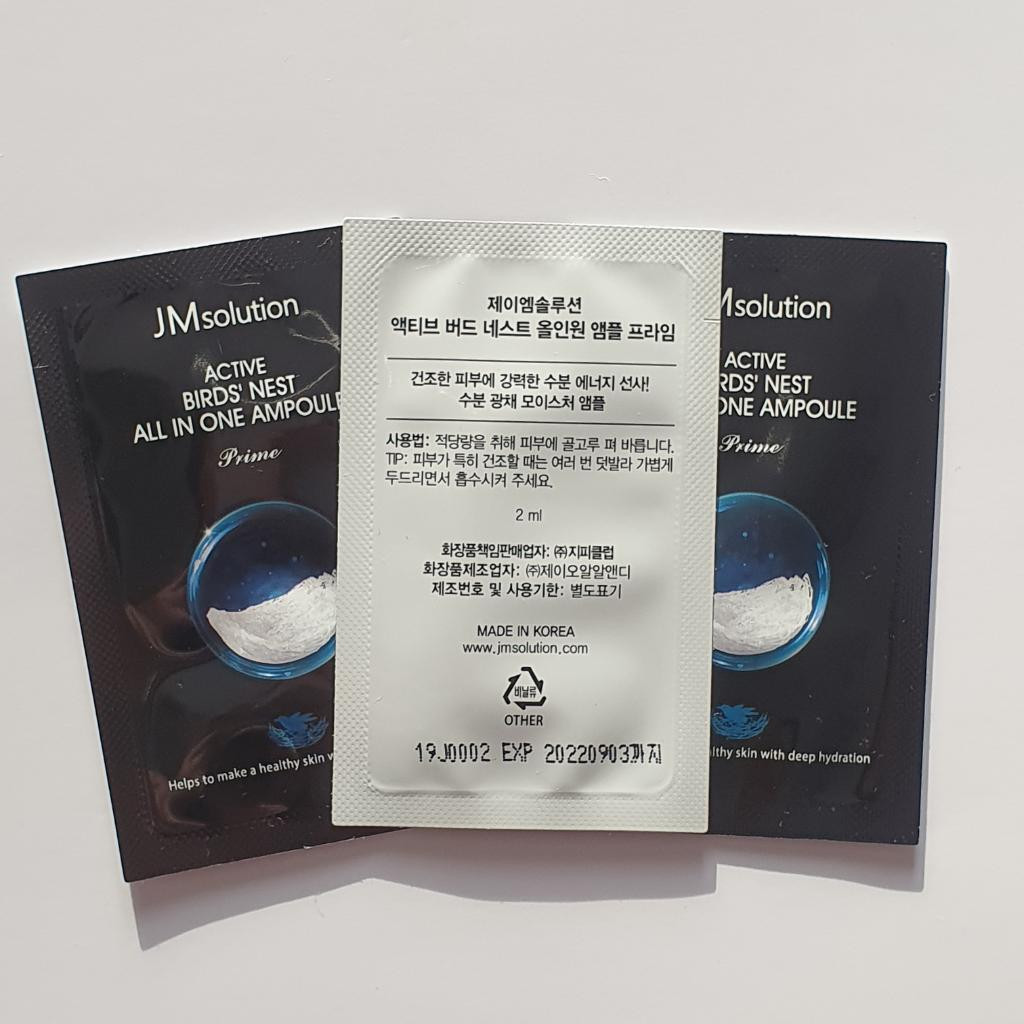 JMsolution
ACTIVE
BIRDS' NEST
ALL IN ONE AMPOULE
Prime
Helps to make a healthy skin
제이엠솔루션
액티브 버드 네스트 올인원 앰플 프라임
건조한 피부에 강력한 수분 에너지 선사!
수분 광채 모이스처 앰플
사용법: 적당량을 취해 피부에 골고루 펴 바릅니다.
TIP: 피부가 특히 건조할 때는 여러 번 덧발라 가볍게
두드리면서 흡수시켜 주세요.
2 ml
화장품책임판매업자: ㈜지피클럽
화장품제조업자: ㈜제이오알앤디
제조번호 및 사용기한: 별도표기
MADE IN KOREA
www.jmsolution.com
비닐류
OTHER
19J0002 EXP 20220903까지
Msolution
ACTIVE
RDS' NEST
ONE AMPOULE
Prime
lthy skin with deep hydration